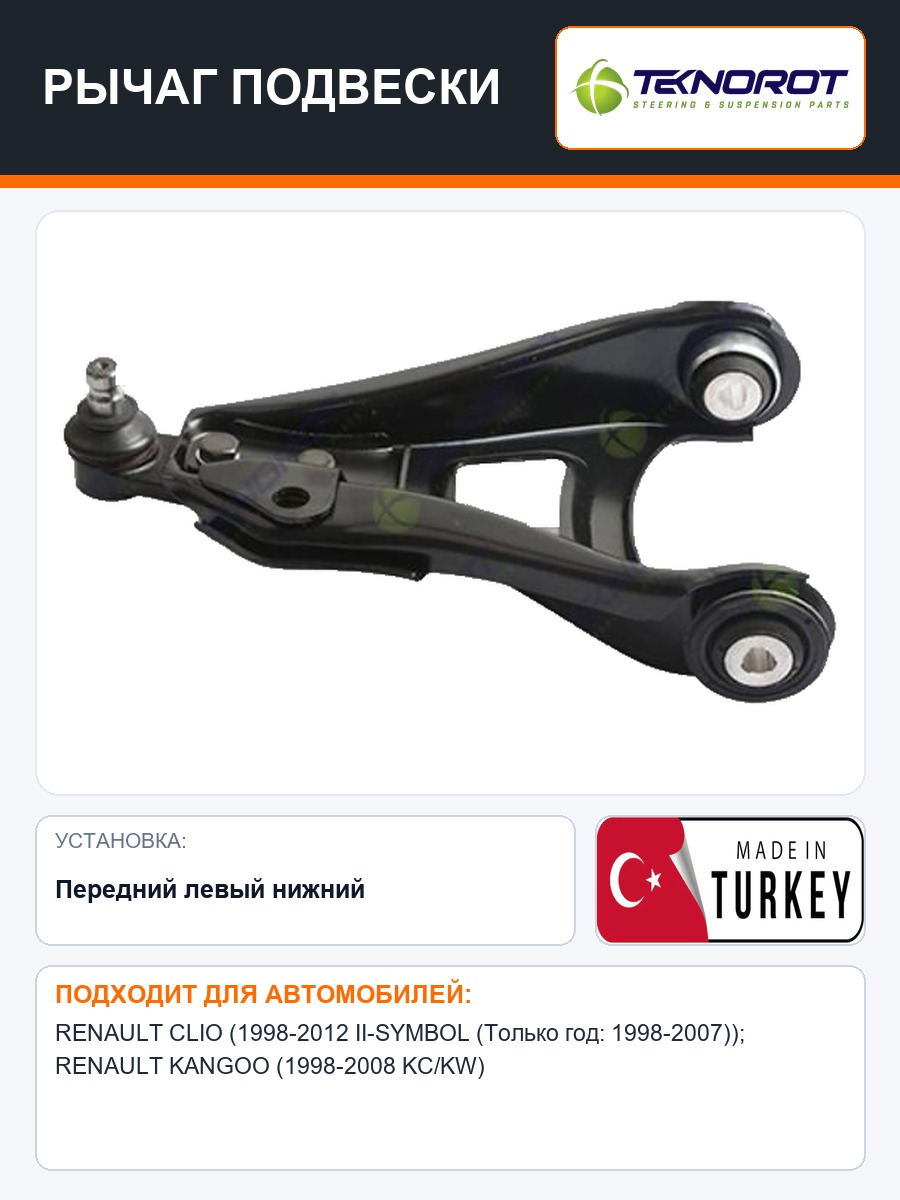 РЫЧАГ ПОДВЕСКИ
TEKNOROT
STEERING & SUSPENSION PARTS
УСТАНОВКА:
Передний левый нижний
MADE IN
TURKEY
ПОДХОДИТ ДЛЯ АВТОМОБИЛЕЙ:
RENAULT CLIO (1998-2012 II-SYMBOL (Только год: 1998-2007));
RENAULT KANGOO (1998-2008 KC/KW)